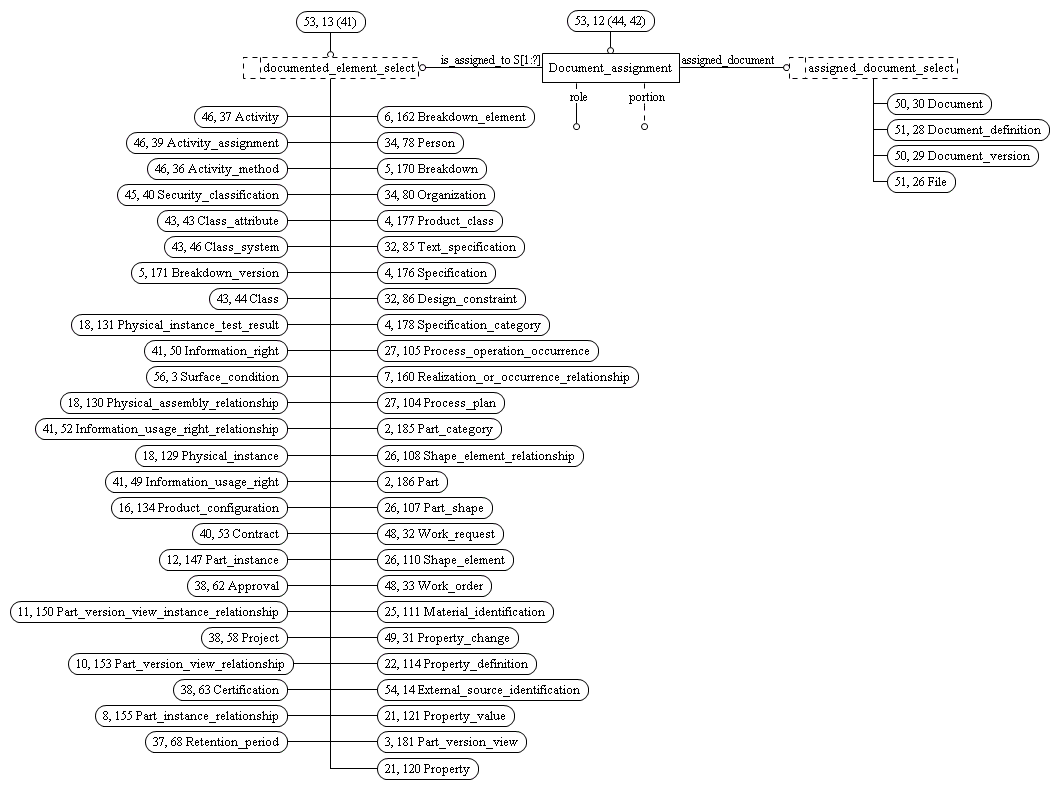 53, 13 (41)
53, 12 (44, 42)
documented_element_select
is_assigned_to S[1:?]
Document_assignment
assigned_document
assigned_document_select
role
portion
50, 30 Document
51, 28 Document_definition
50, 29 Document_version
51, 26 File
46, 37 Activity
6, 162 Breakdown_element
46, 39 Activity_assignment
34, 78 Person
46, 36 Activity_method
5, 170 Breakdown
45, 40 Security_classification
34, 80 Organization
43, 43 Class_attribute
4, 177 Product_class
43, 46 Class_system
32, 85 Text_specification
5, 171 Breakdown_version
4, 176 Specification
43, 44 Class
32, 86 Design_constraint
18, 131 Physical_instance_test_result
4, 178 Specification_category
41, 50 Information_right
27, 105 Process_operation_occurrence
56, 3 Surface_condition
7, 160 Realization_or_occurrence_relationship
18, 130 Physical_assembly_relationship
27, 104 Process_plan
41, 52 Information_usage_right_relationship
2, 185 Part_category
18, 129 Physical_instance
26, 108 Shape_element_relationship
41, 49 Information_usage_right
2, 186 Part
16, 134 Product_configuration
26, 107 Part_shape
40, 53 Contract
48, 32 Work_request
12, 147 Part_instance
26, 110 Shape_element
38, 62 Approval
48, 33 Work_order
11, 150 Part_version_view_instance_relationship
25, 111 Material_identification
38, 58 Project
49, 31 Property_change
10, 153 Part_version_view_relationship
22, 114 Property_definition
38, 63 Certification
54, 14 External_source_identification
8, 155 Part_instance_relationship
21, 121 Property_value
37, 68 Retention_period
3, 181 Part_version_view
21, 120 Property